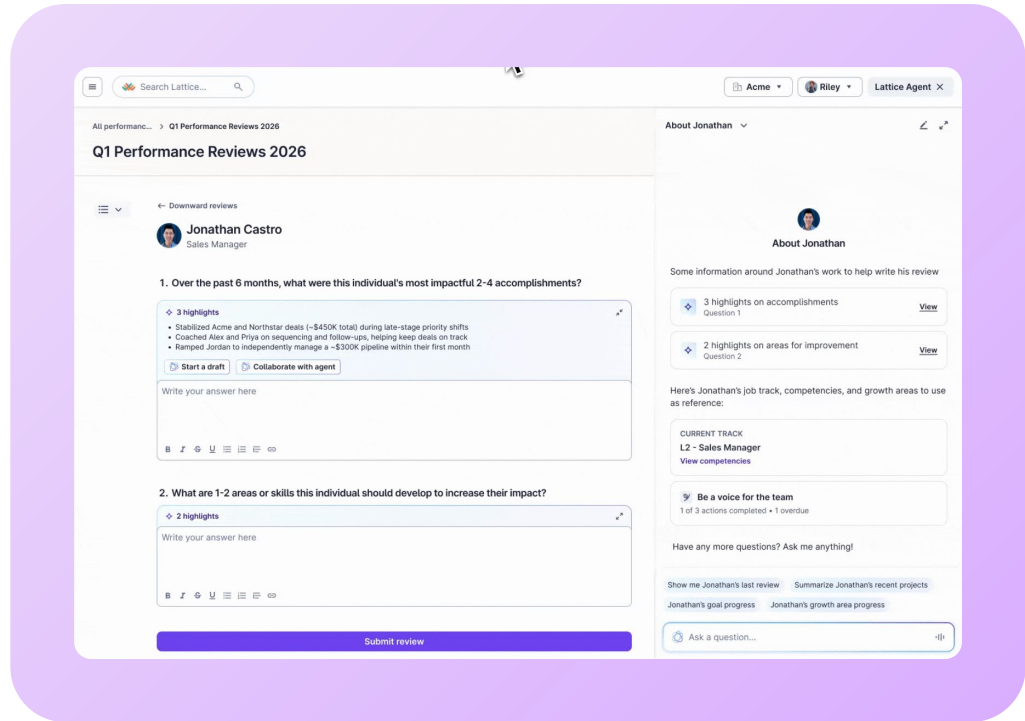 Search Lattice...
Acme
Riley
Lattice Agent
All performanc... > Q1 Performance Reviews 2026
Q1 Performance Reviews 2026
← Downward reviews
Jonathan Castro
Sales Manager
1. Over the past 6 months, what were this individual's most impactful 2-4 accomplishments?
3 highlights
• Stabilized Acme and Northstar deals (~$450K total) during late-stage priority shifts
• Coached Alex and Priya on sequencing and follow-ups, helping keep deals on track
• Ramped Jordan to independently manage a ~$300K pipeline within their first month
Start a draft
Collaborate with agent
Write your answer here
B I S U
2. What are 1-2 areas or skills this individual should develop to increase their impact?
2 highlights
Write your answer here
B I S U
Submit review
About Jonathan
About Jonathan
Some information around Jonathan's work to help write his review
3 highlights on accomplishments
Question 1
View
2 highlights on areas for improvement
Question 2
View
Here's Jonathan's job track, competencies, and growth areas to use
as reference:
CURRENT TRACK
L2 - Sales Manager
View competencies
Be a voice for the team
1 of 3 actions completed • 1 overdue
Have any more questions? Ask me anything!
Show me Jonathan's last review
Summarize Jonathan's recent projects
Jonathan's goal progress
Jonathan's growth area progress
Ask a question...